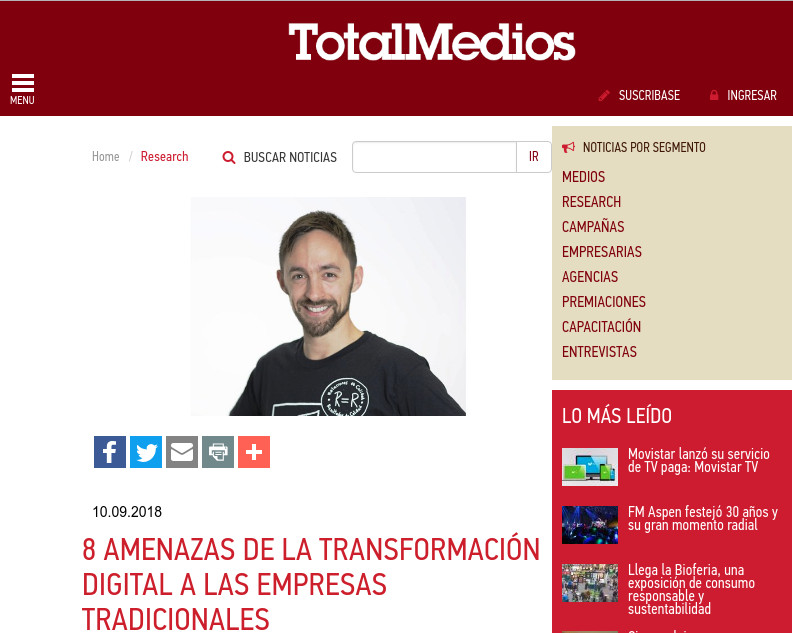 TotalMedios
MENU
SUSCRIBASE
INGRESAR
Home / Research
BUSCAR NOTICIAS
IR
R=R
10.09.2018
8 AMENAZAS DE LA TRANSFORMACIÓN
DIGITAL A LAS EMPRESAS
TRADICIONALES
NOTICIAS POR SEGMENTO
MEDIOS
RESEARCH
CAMPAÑAS
EMPRESARIAS
AGENCIAS
PREMIACIONES
CAPACITACIÓN
ENTREVISTAS
LO MÁS LEÍDO
Movistar lanzó su servicio
de TV paga: Movistar TV
FM Aspen festejó 30 años y
su gran momento radial
Llega la Bioferia, una
exposición de consumo
responsable y
sustentabilidad